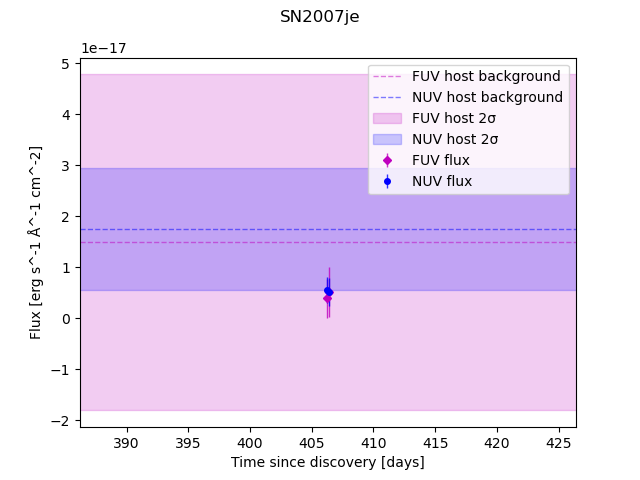 SN2007je
1e−17
5
4
3
2
1
0
−1
−2
390
395
400
405
410
415
420
425
Flux [erg s^-1 Å^-1 cm^-2]
Time since discovery [days]
FUV host background
NUV host background
FUV host 2σ
NUV host 2σ
FUV flux
NUV flux